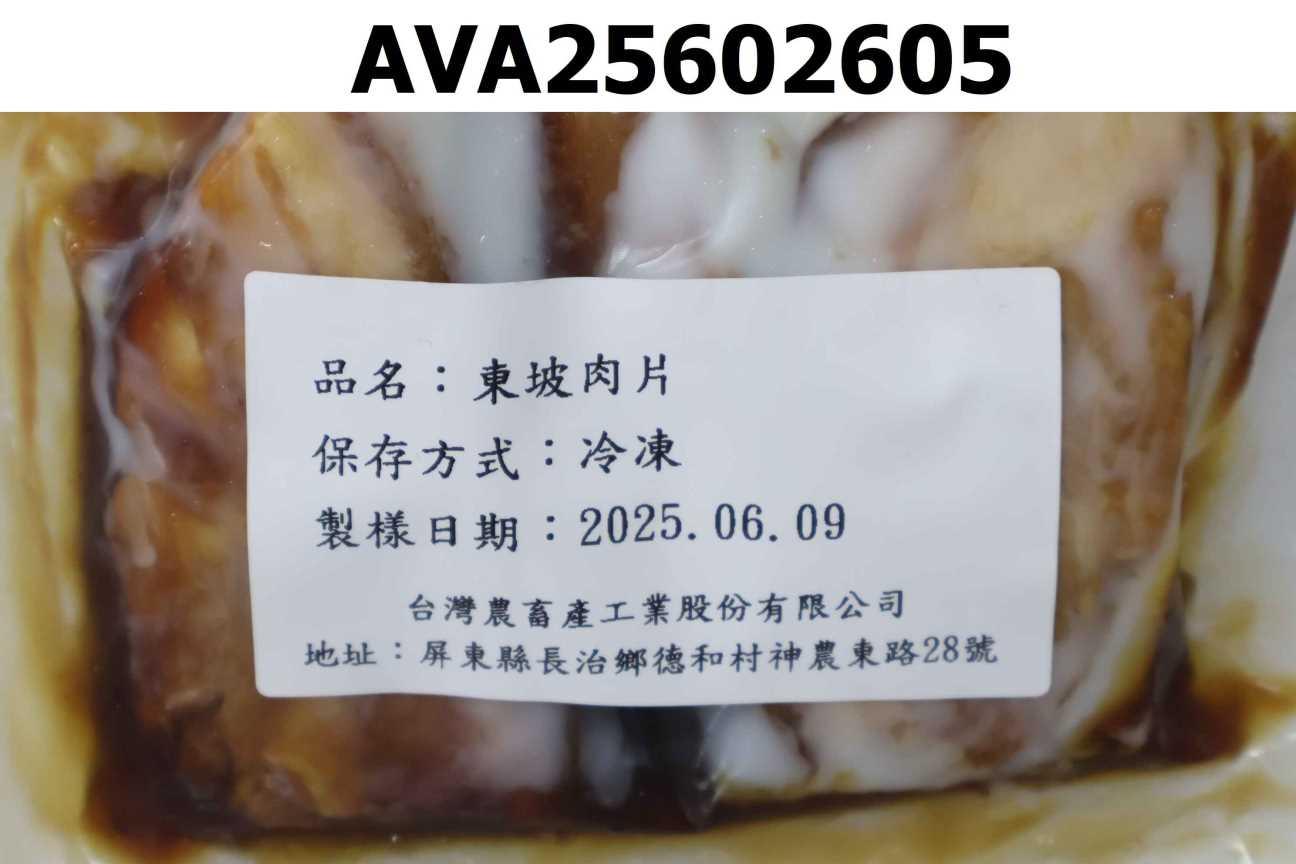 AVA25602605
品名：東坡肉片
保存方式：冷凍
製樣日期：2025.06.09
台灣農畜產工業股份有限公司
地址：屏東縣長治鄉德和村神農東路28號